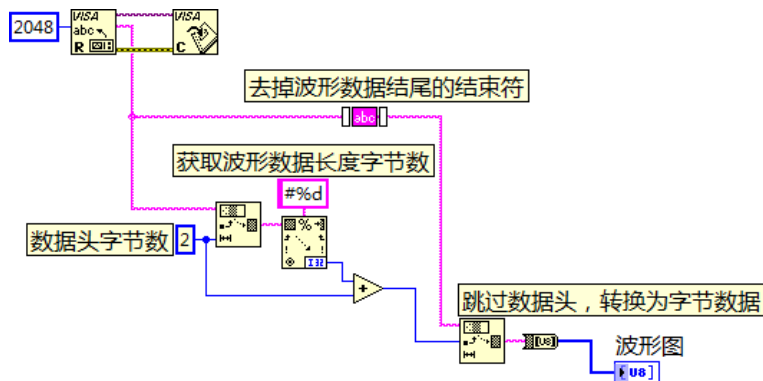 VISA
VISA
2048
abc
R
C
去掉波形数据结尾的结束符
abc
获取波形数据长度字节数
#%d
%
数据头字节数
2
I32
+
跳过数据头，转换为字节数据
[U8]
波形图
U8]